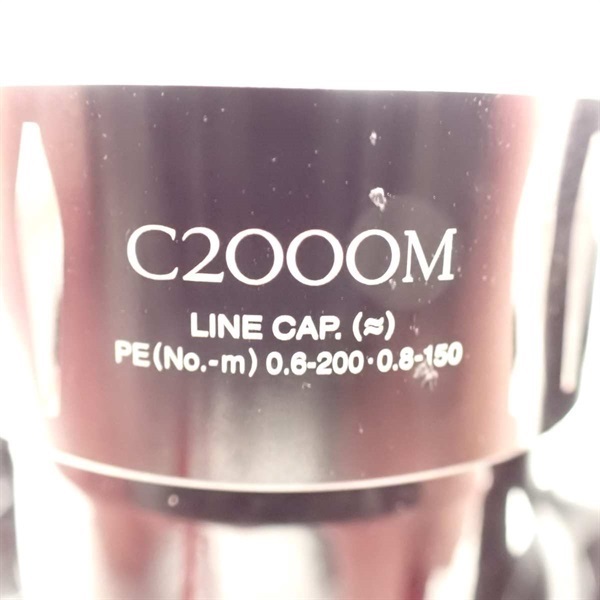 C2000M
LINE CAP. (≈)
PE(No.-m) 0.6-200·0.8-150